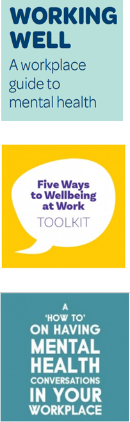 WORKING
WELL
A workplace
guide to
mental health
Five Ways
to Wellbeing
at Work
TOOLKIT
A
'HOW TO'
ON HAVING
MENTAL
HEALTH
CONVERSATIONS
IN YOUR
WORKPLACE